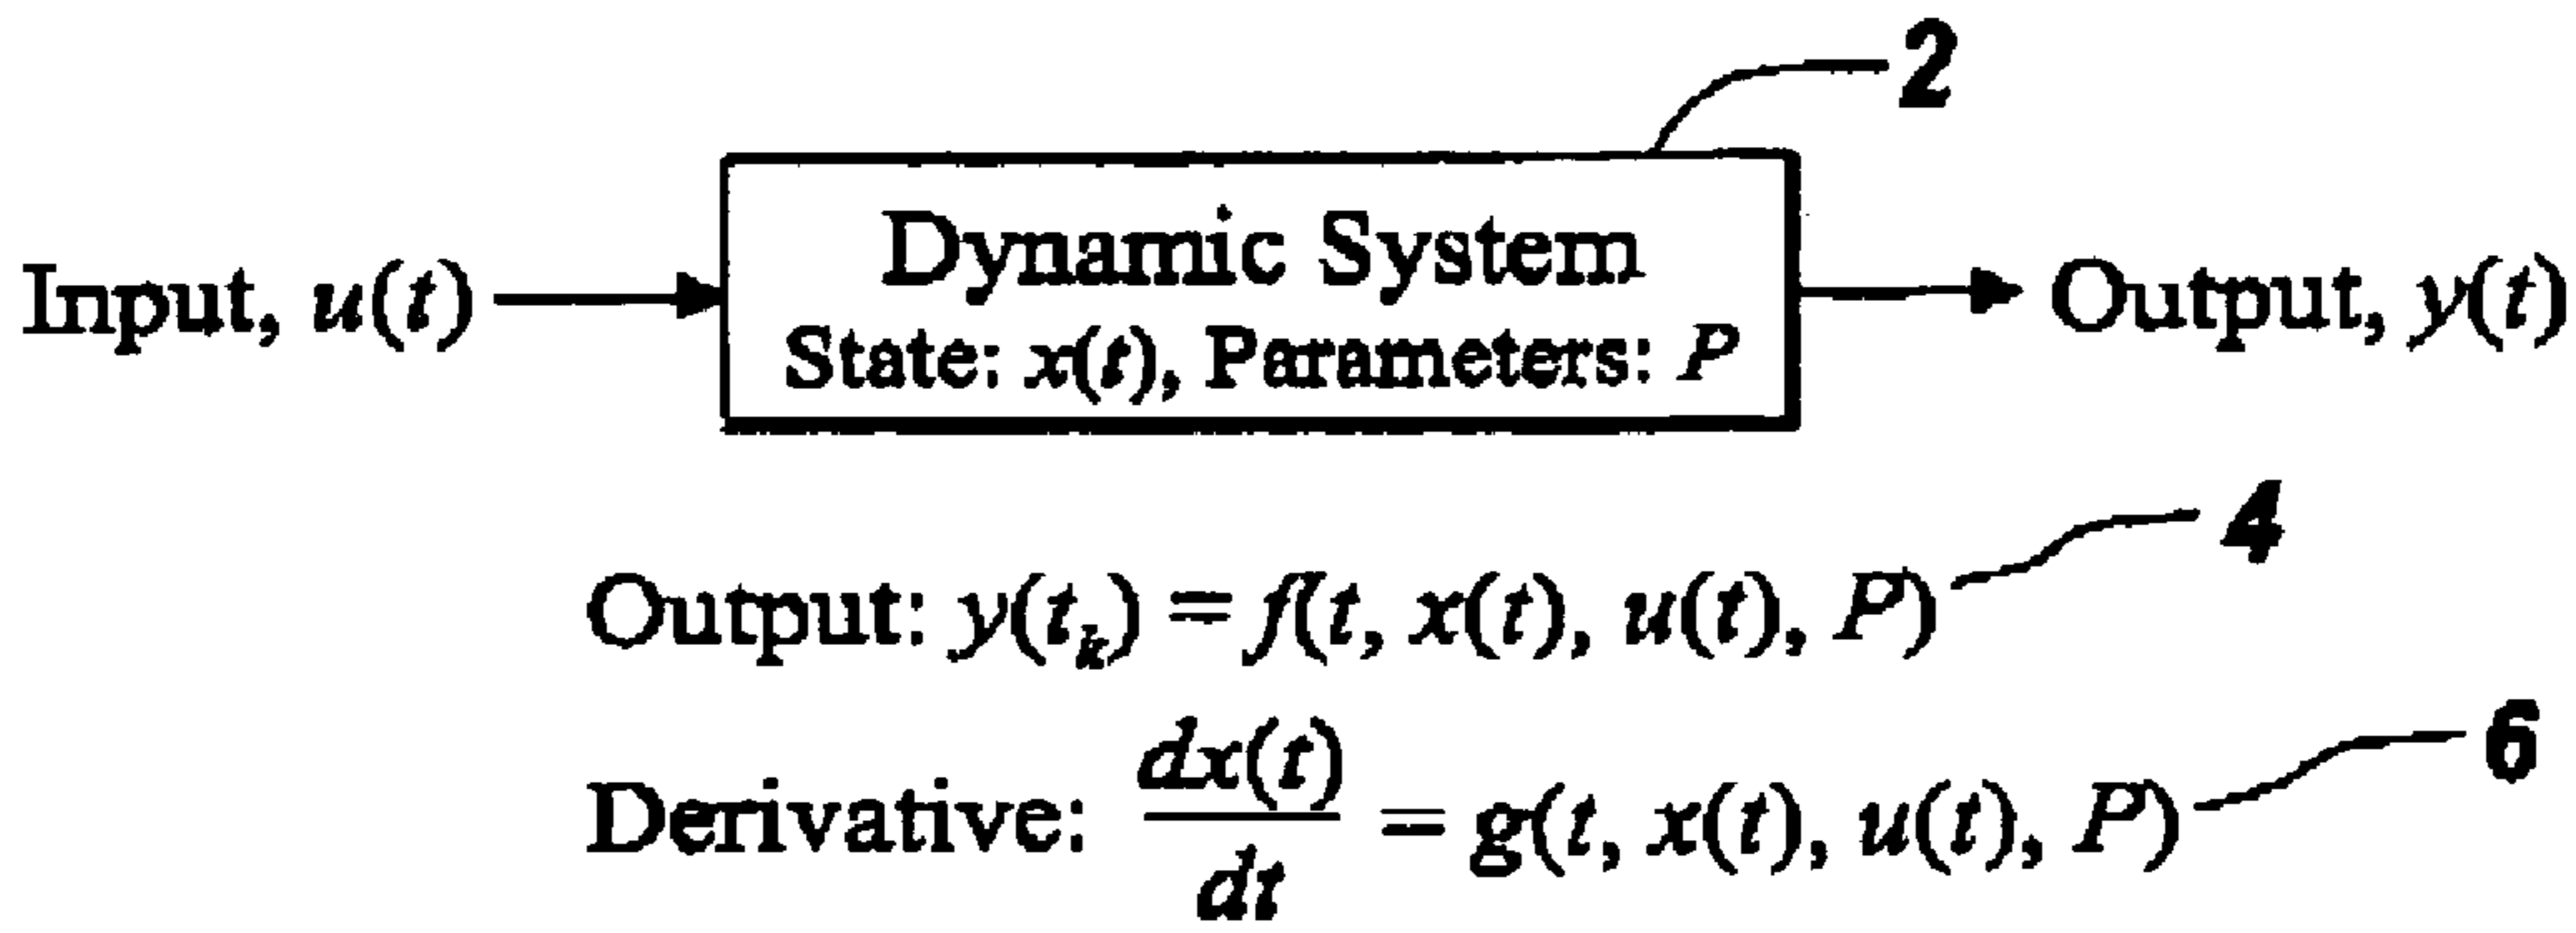 2
Dynamic System
Input, u(t)
State: x(t), Parameters: P
Output, y(t)
4
Output: y(tₖ) = f(t, x(t), u(t), P)
6
Derivative: dx(t)/dt = g(t, x(t), u(t), P)